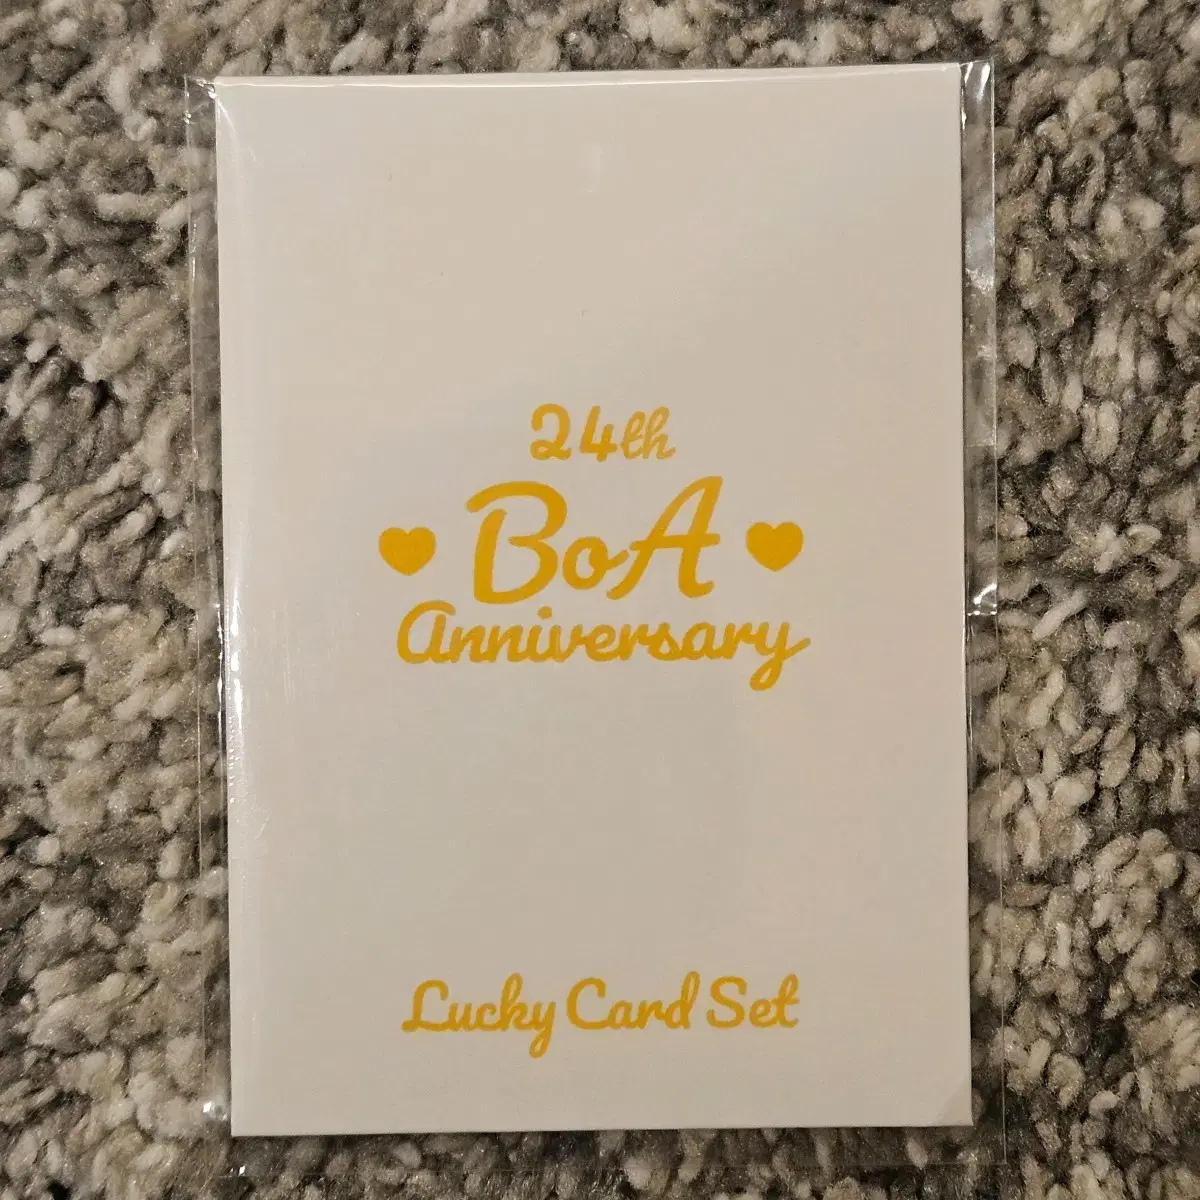 24th
BoA
Anniversary
Lucky Card Set